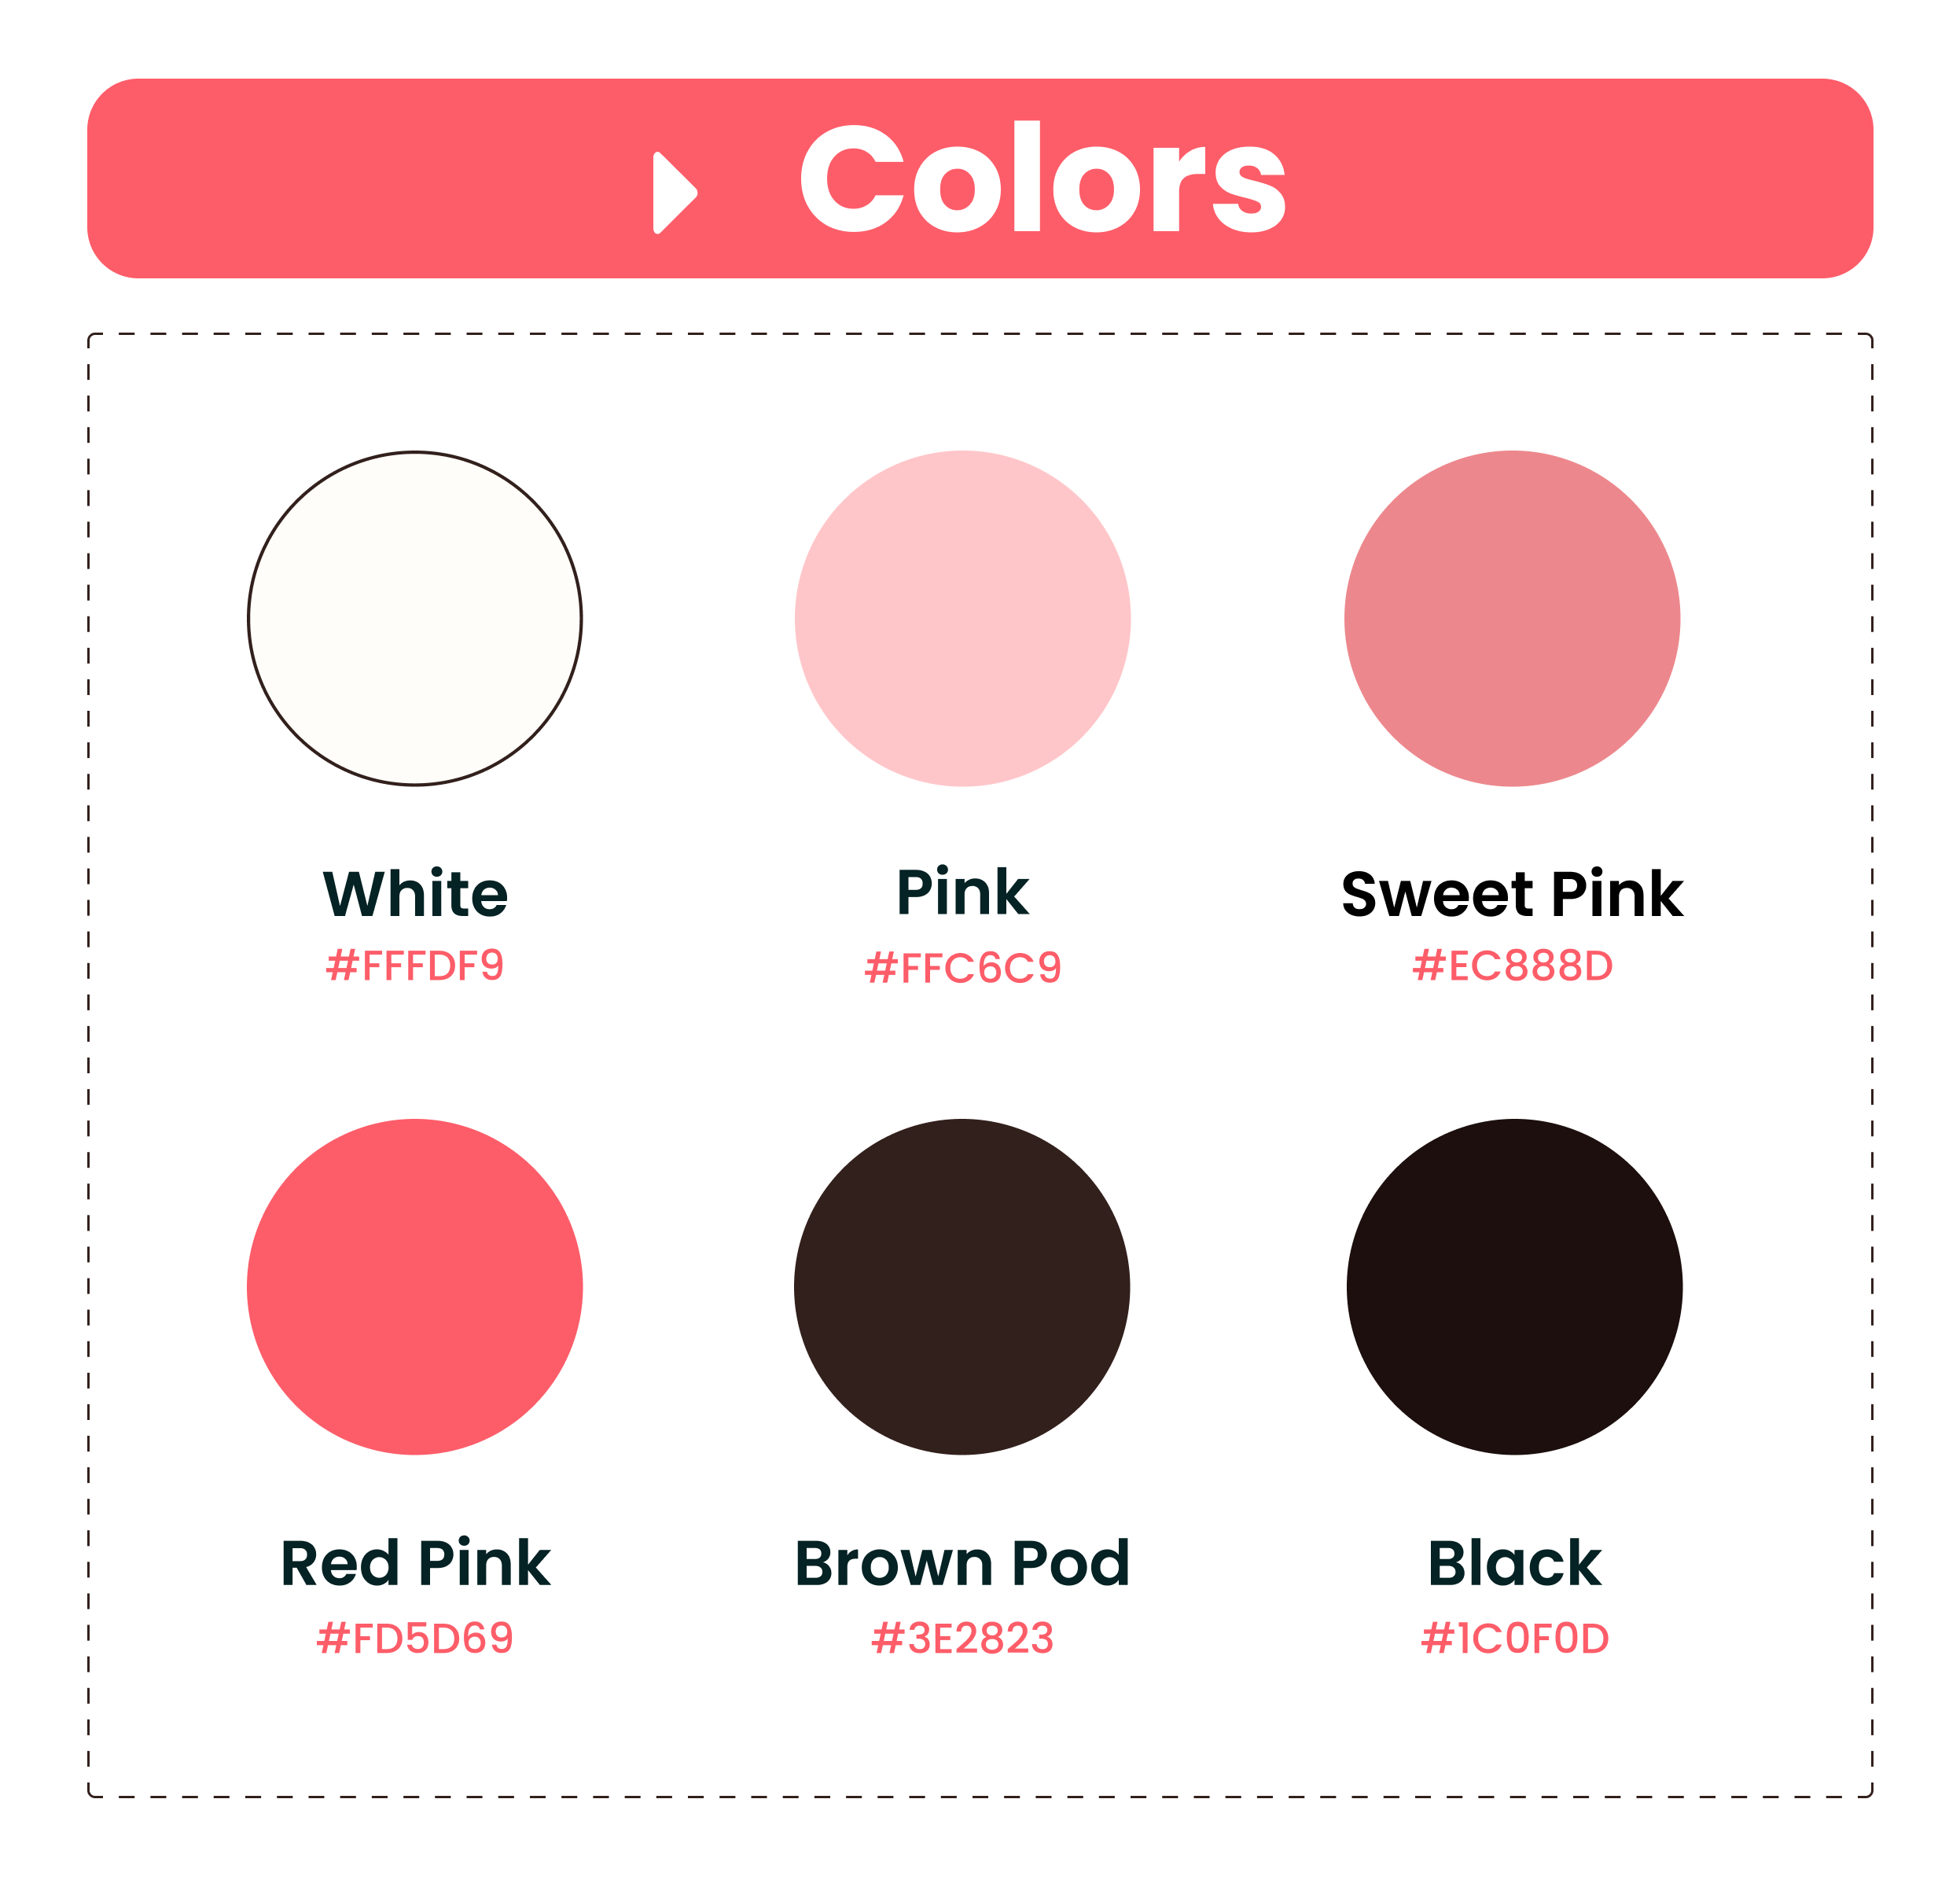 Colors
White
#FFFDF9
Pink
#FFC6C9
Sweet Pink
#EC888D
Red Pink
#FD5D69
Brown Pod
#3E2823
Black
#1C0F0D